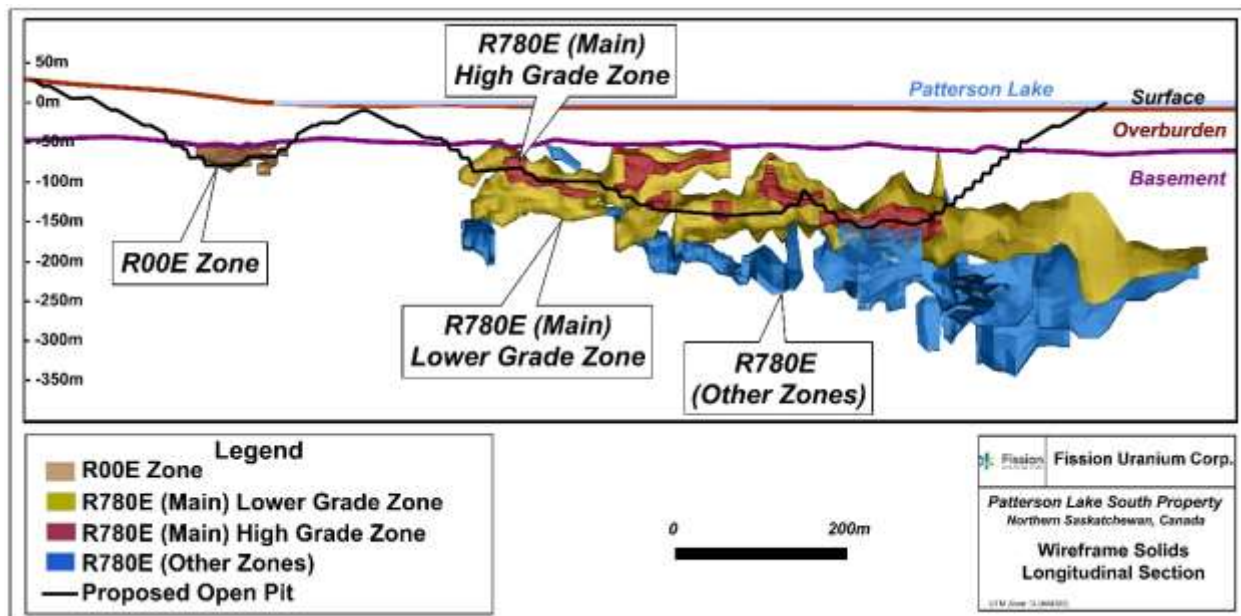 R780E (Main)
High Grade Zone
50m
0m
-50m
-100m
-150m
-200m
-250m
-300m
-350m
Patterson Lake
Surface
Overburden
Basement
R00E Zone
R780E (Main)
Lower Grade Zone
R780E
(Other Zones)
Legend
R00E Zone
R780E (Main) Lower Grade Zone
R780E (Main) High Grade Zone
R780E (Other Zones)
Proposed Open Pit
0
200m
Fission
Fission Uranium Corp.
Patterson Lake South Property
Northern Saskatchewan, Canada
Wireframe Solids
Longitudinal Section